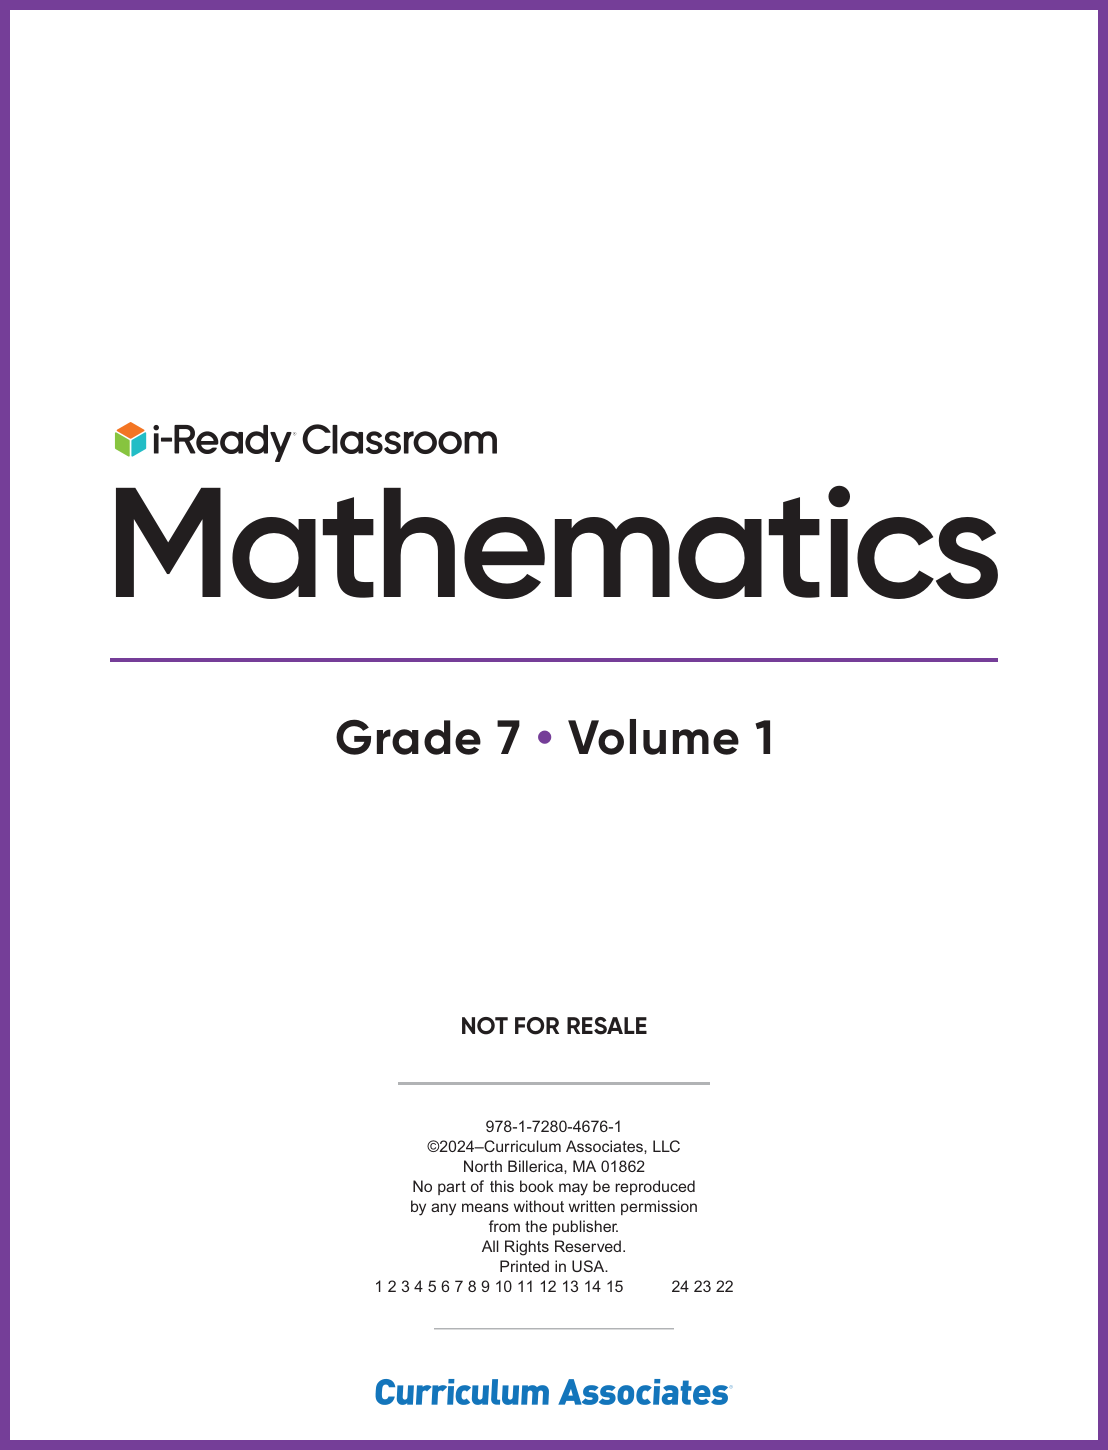 i-Ready® Classroom
Mathematics
Grade 7 • Volume 1
NOT FOR RESALE
978-1-7280-4676-1
©2024–Curriculum Associates, LLC
North Billerica, MA 01862
No part of this book may be reproduced
by any means without written permission
from the publisher.
All Rights Reserved.
Printed in USA.
1 2 3 4 5 6 7 8 9 10 11 12 13 14 15 24 23 22
Curriculum Associates®